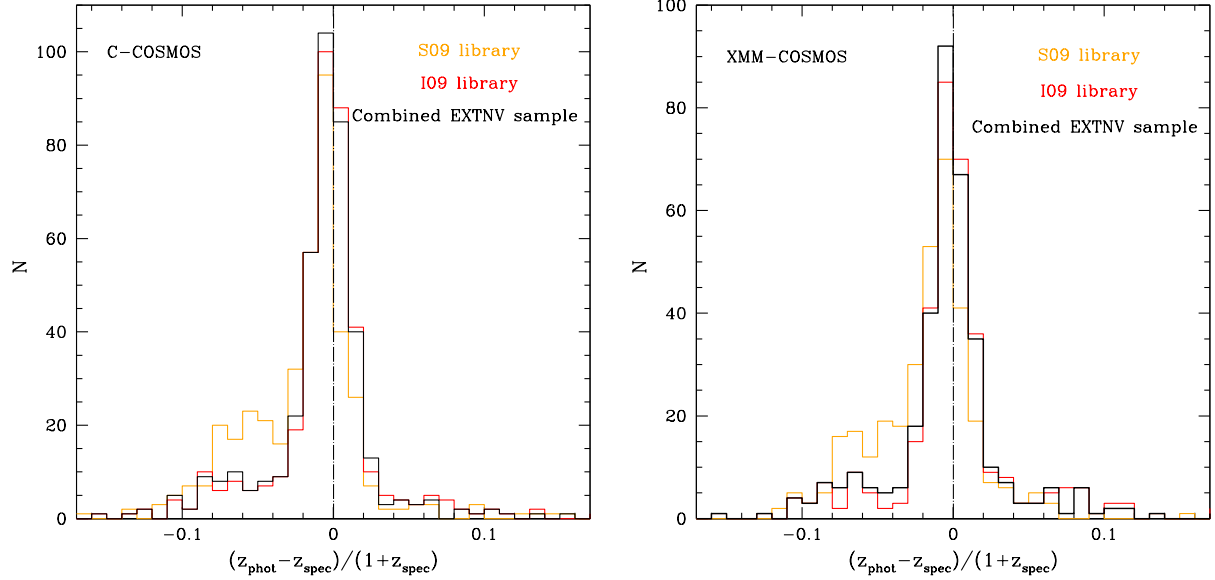 C-COSMOS
S09 library
I09 library
Combined EXTNV sample
N
100
80
60
40
20
0
-0.1
0
0.1
(z_phot-z_spec)/(1+z_spec)
XMM-COSMOS
S09 library
I09 library
Combined EXTNV sample
N
100
80
60
40
20
0
-0.1
0
0.1
(z_phot-z_spec)/(1+z_spec)